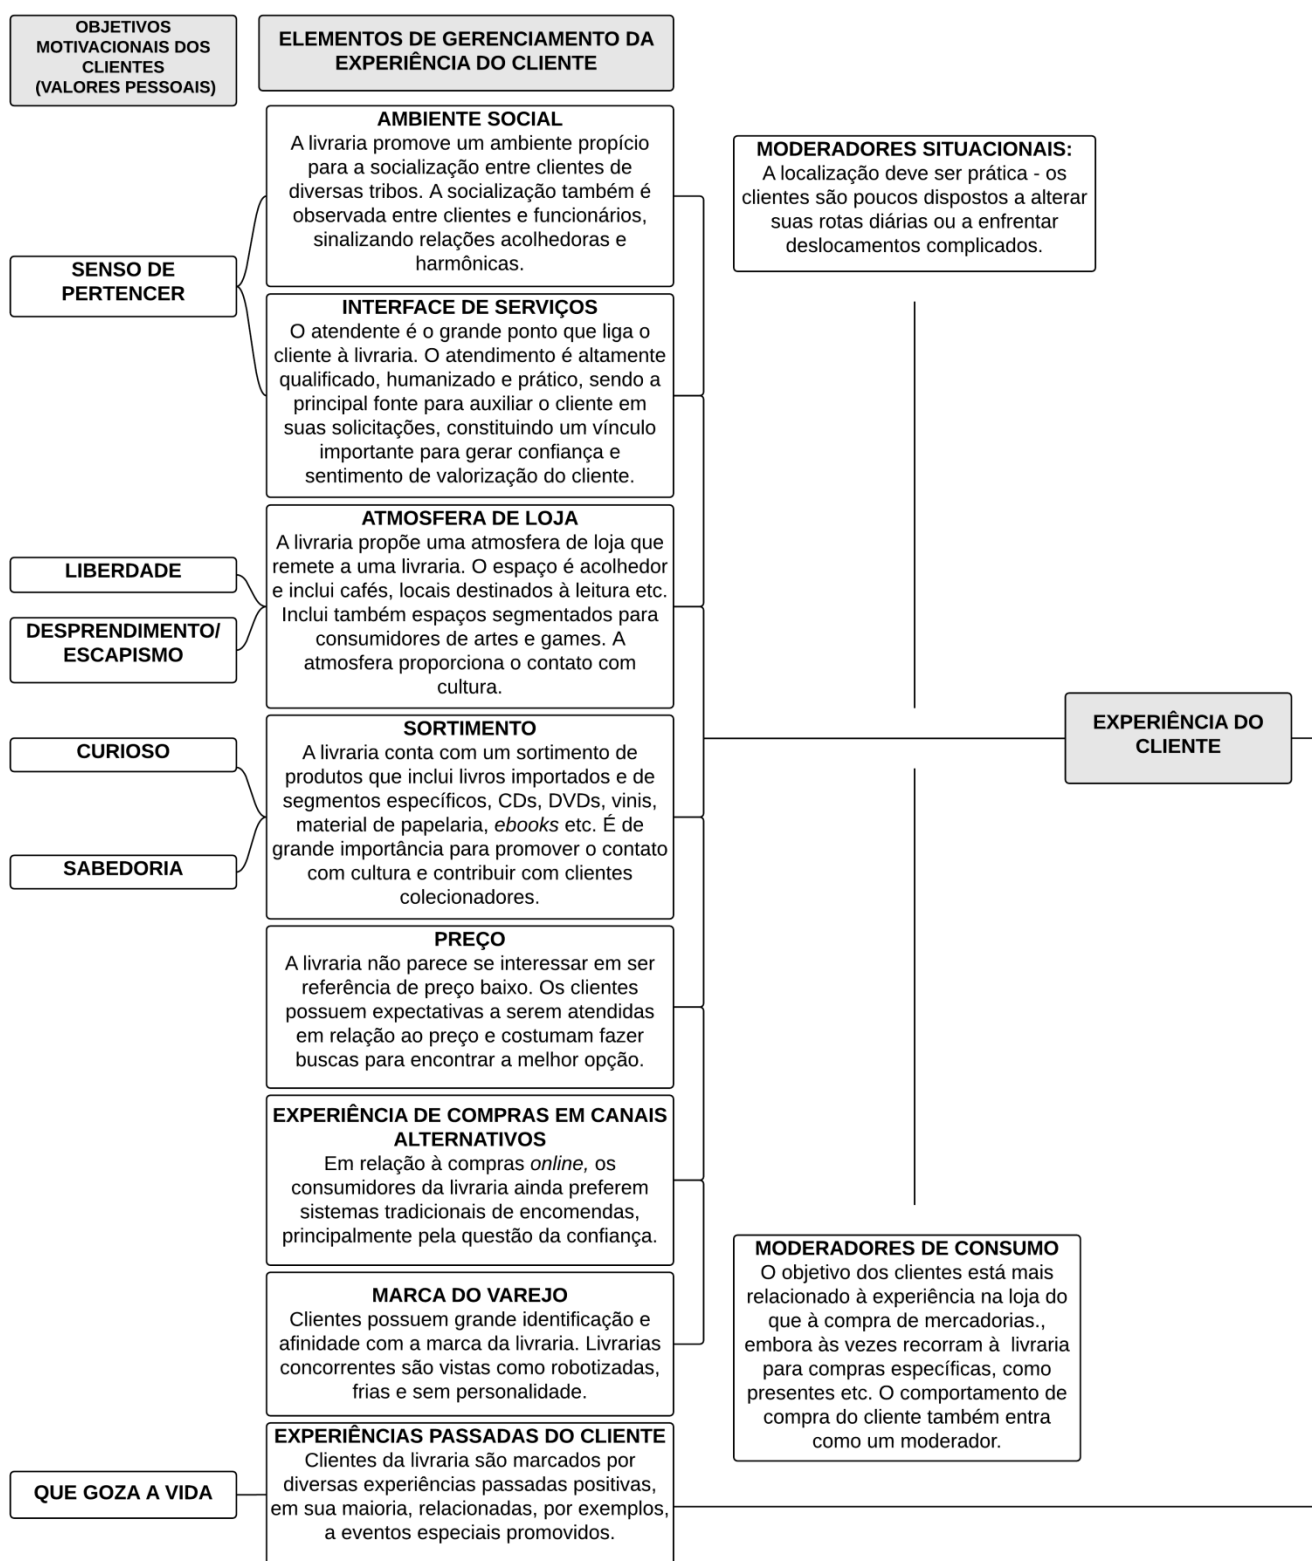 OBJETIVOS
MOTIVACIONAIS DOS
CLIENTES
(VALORES PESSOAIS)
ELEMENTOS DE GERENCIAMENTO DA
EXPERIÊNCIA DO CLIENTE
AMBIENTE SOCIAL
A livraria promove um ambiente propício
para a socialização entre clientes de
diversas tribos. A socialização também é
observada entre clientes e funcionários,
sinalizando relações acolhedoras e
harmônicas.
MODERADORES SITUACIONAIS:
A localização deve ser prática - os
clientes são poucos dispostos a alterar
suas rotas diárias ou a enfrentar
deslocamentos complicados.
SENSO DE
PERTENCER
INTERFACE DE SERVIÇOS
O atendente é o grande ponto que liga o
cliente à livraria. O atendimento é altamente
qualificado, humanizado e prático, sendo a
principal fonte para auxiliar o cliente em
suas solicitações, constituindo um vínculo
importante para gerar confiança e
sentimento de valorização do cliente.
LIBERDADE
DESPRENDIMENTO/
ESCAPISMO
ATMOSFERA DE LOJA
A livraria propõe uma atmosfera de loja que
remete a uma livraria. O espaço é acolhedor
e inclui cafés, locais destinados à leitura etc.
Inclui também espaços segmentados para
consumidores de artes e games. A
atmosfera proporciona o contato com
cultura.
CURIOSO
SABEDORIA
SORTIMENTO
A livraria conta com um sortimento de
produtos que inclui livros importados e de
segmentos específicos, CDs, DVDs, vinis,
material de papelaria, ebooks etc. É de
grande importância para promover o contato
com cultura e contribuir com clientes
colecionadores.
EXPERIÊNCIA DO
CLIENTE
PREÇO
A livraria não parece se interessar em ser
referência de preço baixo. Os clientes
possuem expectativas a serem atendidas
em relação ao preço e costumam fazer
buscas para encontrar a melhor opção.
EXPERIÊNCIA DE COMPRAS EM CANAIS
ALTERNATIVOS
Em relação à compras online, os
consumidores da livraria ainda preferem
sistemas tradicionais de encomendas,
principalmente pela questão da confiança.
MARCA DO VAREJO
Clientes possuem grande identificação e
afinidade com a marca da livraria. Livrarias
concorrentes são vistas como robotizadas,
frias e sem personalidade.
MODERADORES DE CONSUMO
O objetivo dos clientes está mais
relacionado à experiência na loja do
que à compra de mercadorias.,
embora às vezes recorram à livraria
para compras específicas, como
presentes etc. O comportamento de
compra do cliente também entra
como um moderador.
QUE GOZA A VIDA
EXPERIÊNCIAS PASSADAS DO CLIENTE
Clientes da livraria são marcados por
diversas experiências passadas positivas,
em sua maioria, relacionadas, por exemplos,
a eventos especiais promovidos.